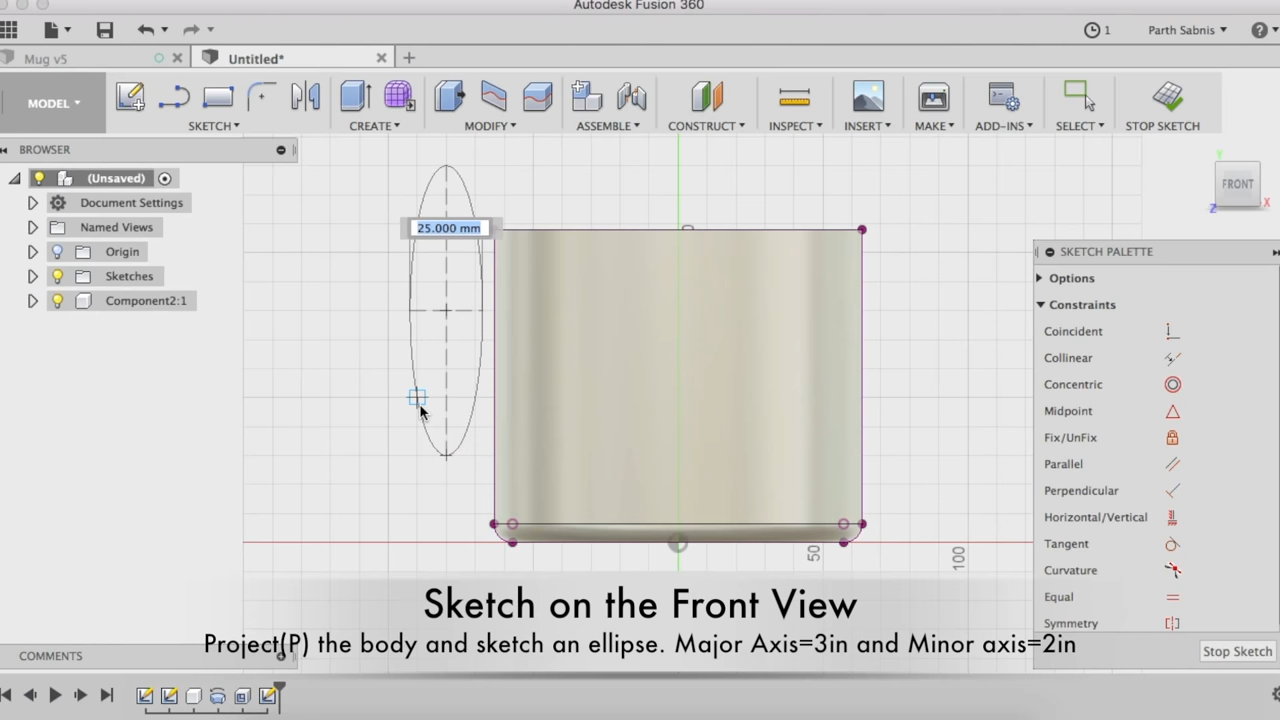 Autodesk Fusion 360
1
Parth Sabnis
Mug v5
Untitled*
MODEL
SKETCH
CREATE
MODIFY
ASSEMBLE
CONSTRUCT
INSPECT
INSERT
MAKE
ADD-INS
SELECT
STOP SKETCH
BROWSER
(Unsaved)
Document Settings
Named Views
Origin
Sketches
Component2:1
25.000 mm
Y
FRONT
Z
X
SKETCH PALETTE
Options
Constraints
Coincident
Collinear
Concentric
Midpoint
Fix/UnFix
Parallel
Perpendicular
Horizontal/Vertical
Tangent
Curvature
Equal
Symmetry
50
100
Sketch on the Front View
Project(P) the body and sketch an ellipse. Major Axis=3in and Minor axis=2in
COMMENTS
Stop Sketch